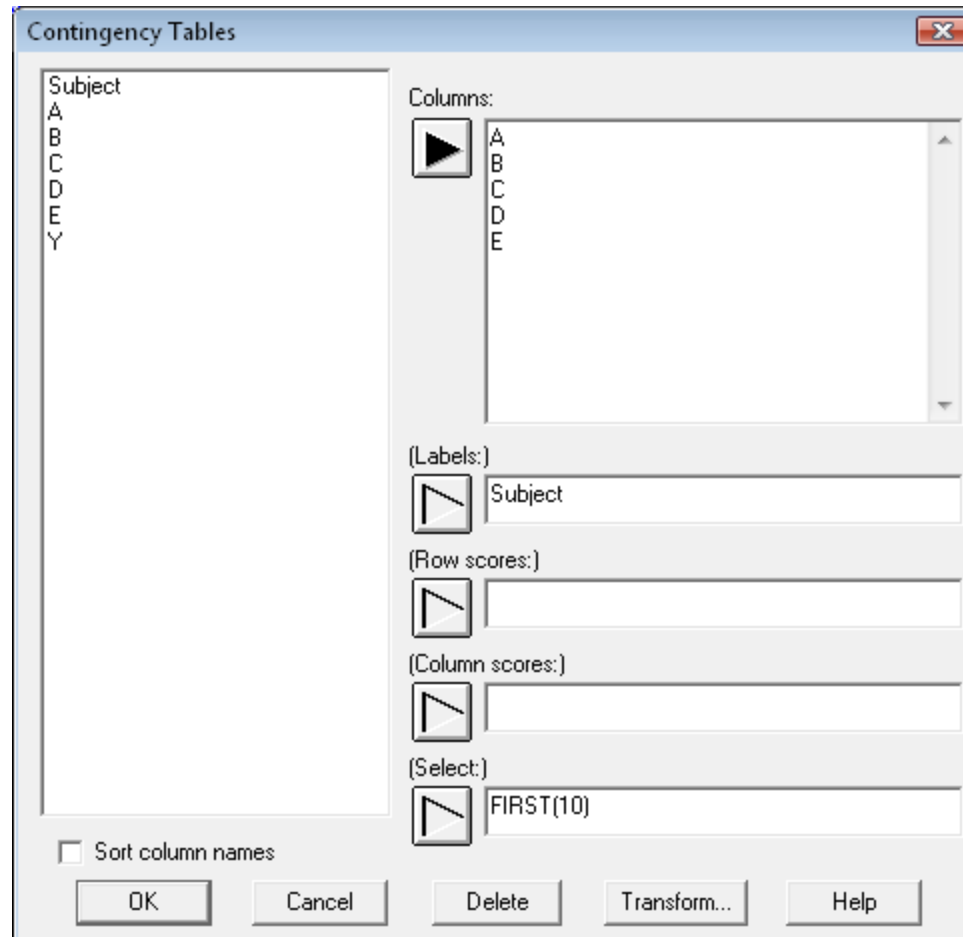 Contingency Tables
Subject
A
B
C
D
E
Y
Sort column names
Columns:
A
B
C
D
E
(Labels:)
Subject
(Row scores:)
(Column scores:)
(Select:)
FIRST(10)
OK
Cancel
Delete
Transform...
Help